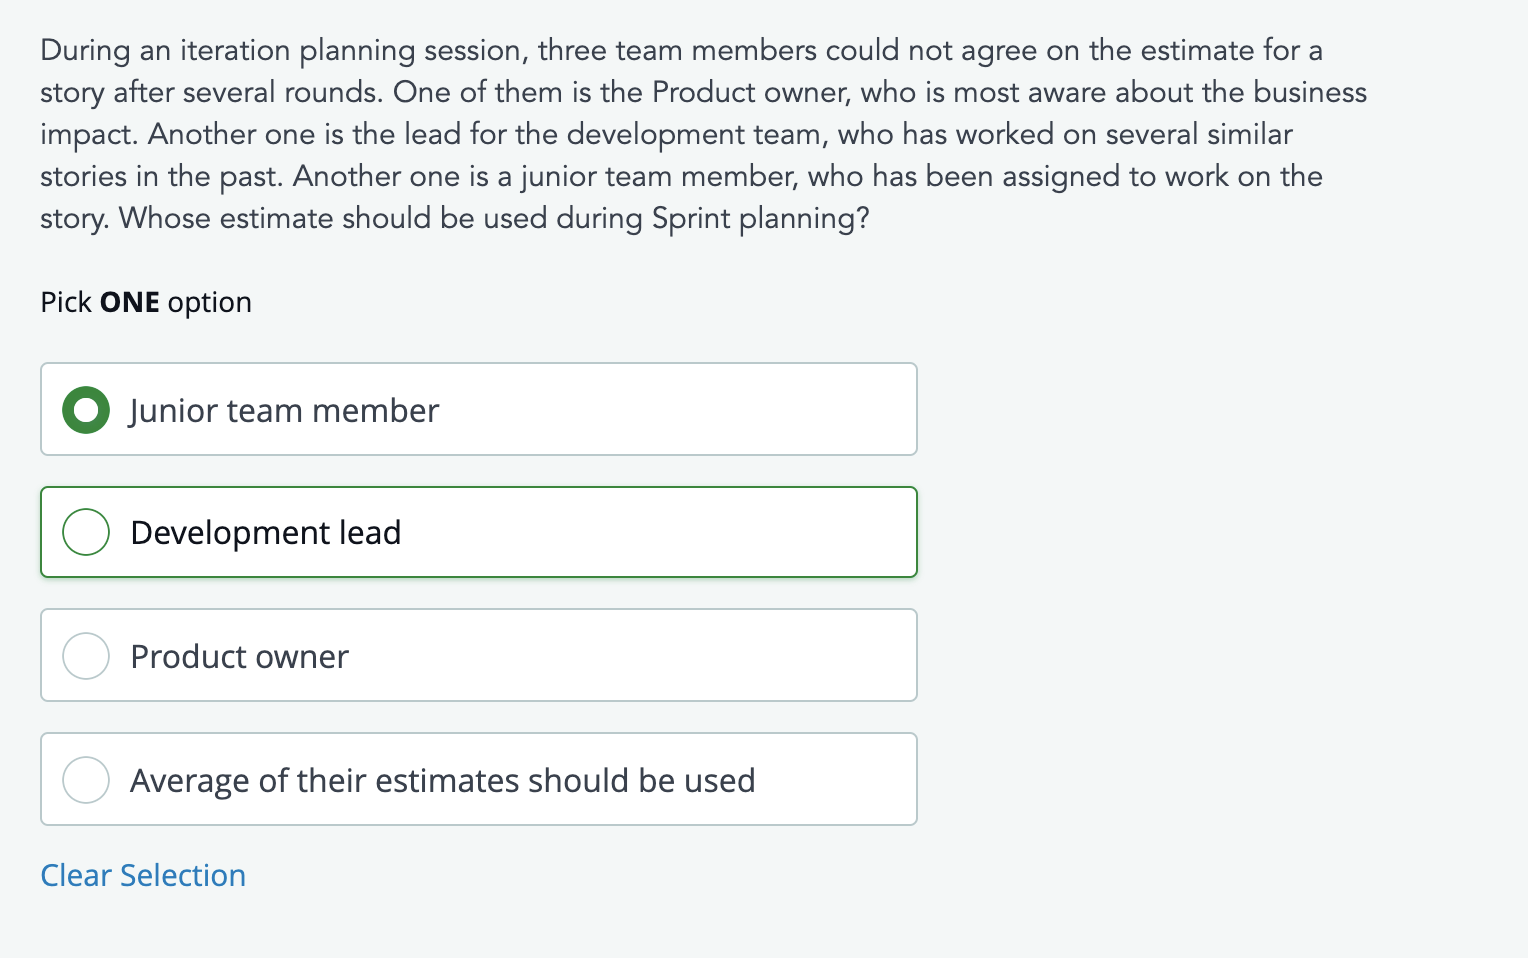 During an iteration planning session, three team members could not agree on the estimate for a
story after several rounds. One of them is the Product owner, who is most aware about the business
impact. Another one is the lead for the development team, who has worked on several similar
stories in the past. Another one is a junior team member, who has been assigned to work on the
story. Whose estimate should be used during Sprint planning?
Pick ONE option
Junior team member
Development lead
Product owner
Average of their estimates should be used
Clear Selection